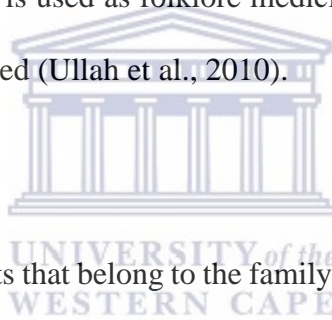 is used as folklore medicin
ed (Ullah et al., 2010).
ts that belong to the family
UNIVERSITY of the
WESTERN CAPE